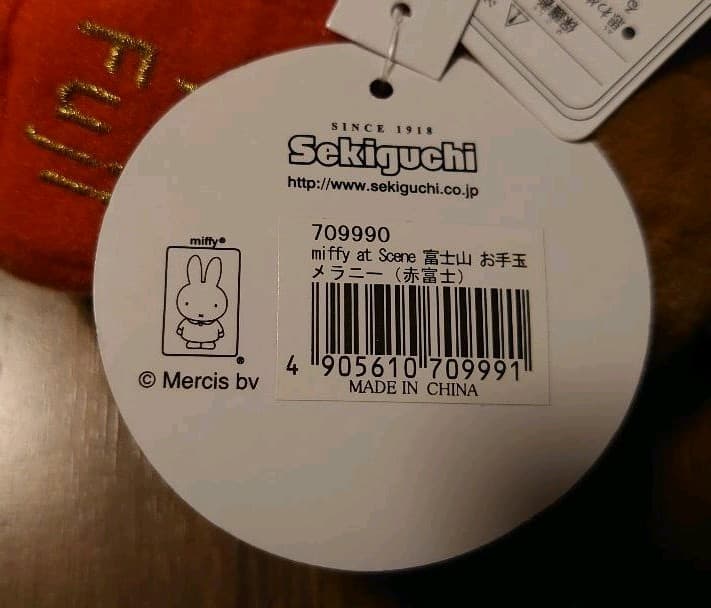 Fuji
SINCE 1918
Sekiguchi
http://www.sekiguchi.co.jp
miffy®
®
© Mercis bv
709990
miffy at Scene 富士山 お手玉
メラニー（赤富士）
4 905610 709991
MADE IN CHINA